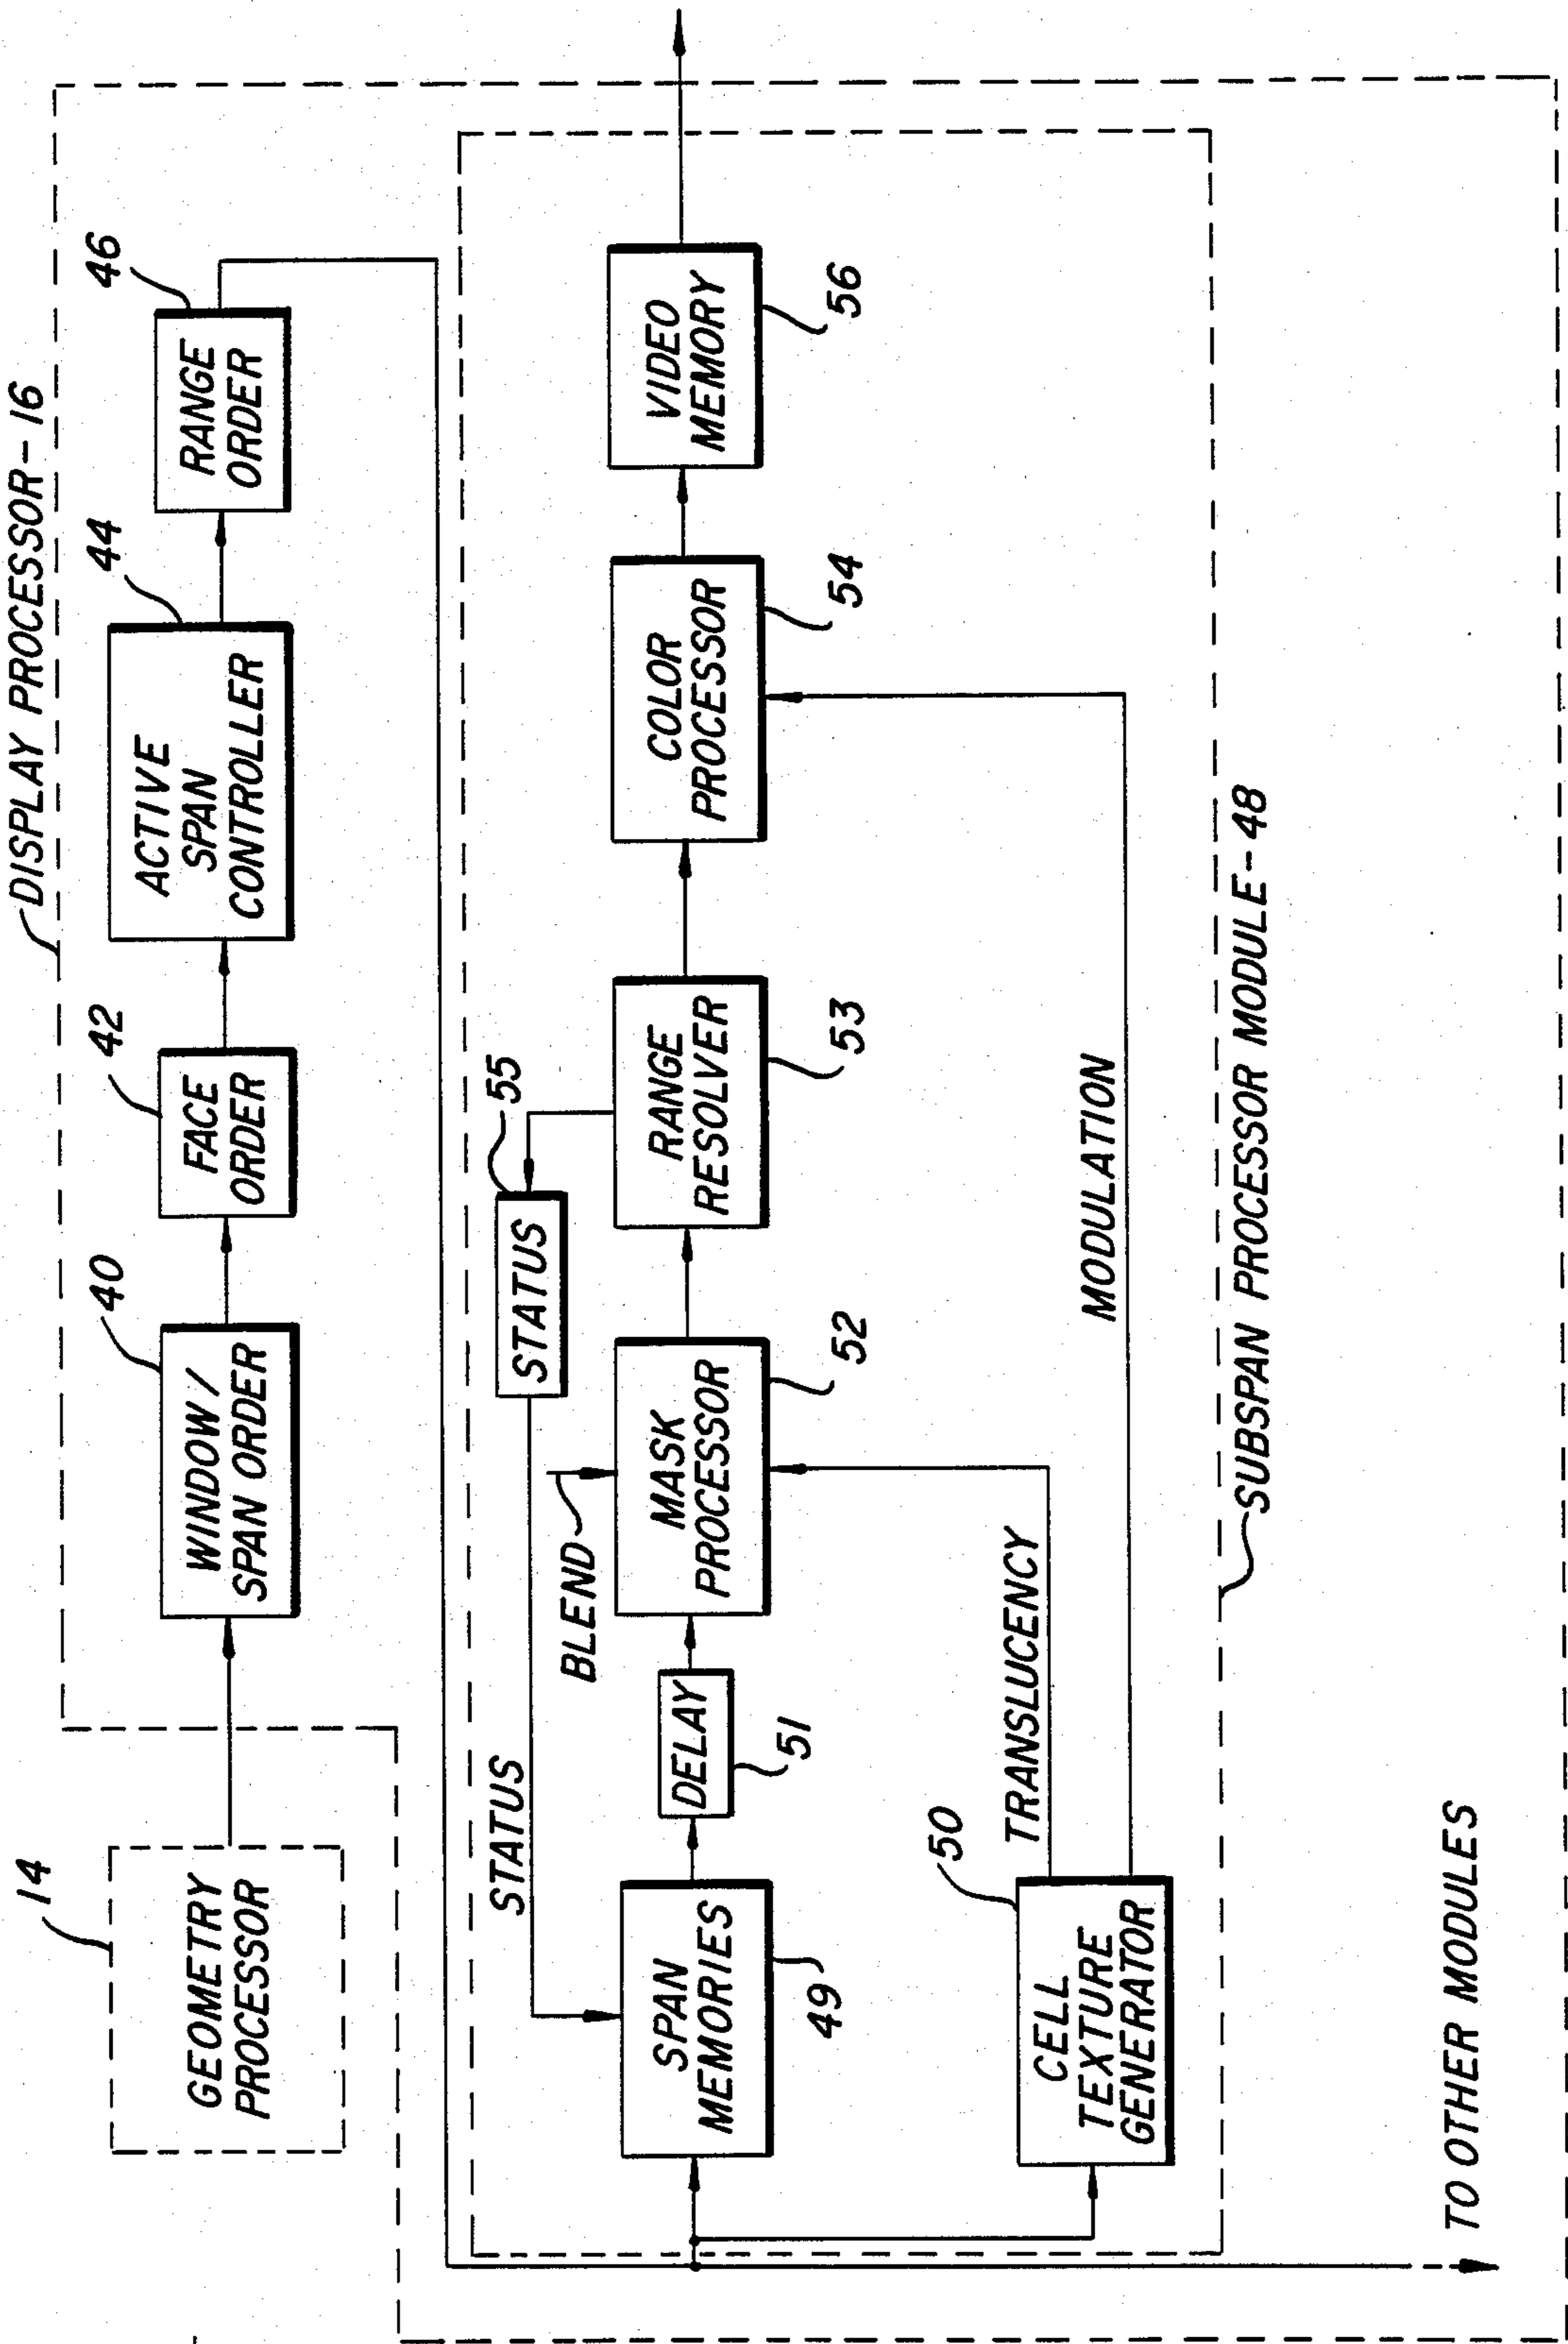 DISPLAY PROCESSOR-16
14
GEOMETRY
PROCESSOR
40
WINDOW/
SPAN ORDER
42
FACE
ORDER
44
ACTIVE
SPAN
CONTROLLER
46
RANGE
ORDER
STATUS
STATUS
55
BLEND
SPAN
MEMORIES
49
DELAY
51
MASK
PROCESSOR
52
RANGE
RESOLVER
53
COLOR
PROCESSOR
54
VIDEO
MEMORY
56
50
CELL
TEXTURE
GENERATOR
TRANSLUCENCY
MODULATION
SUBSPAN PROCESSOR MODULE-48
TO OTHER MODULES